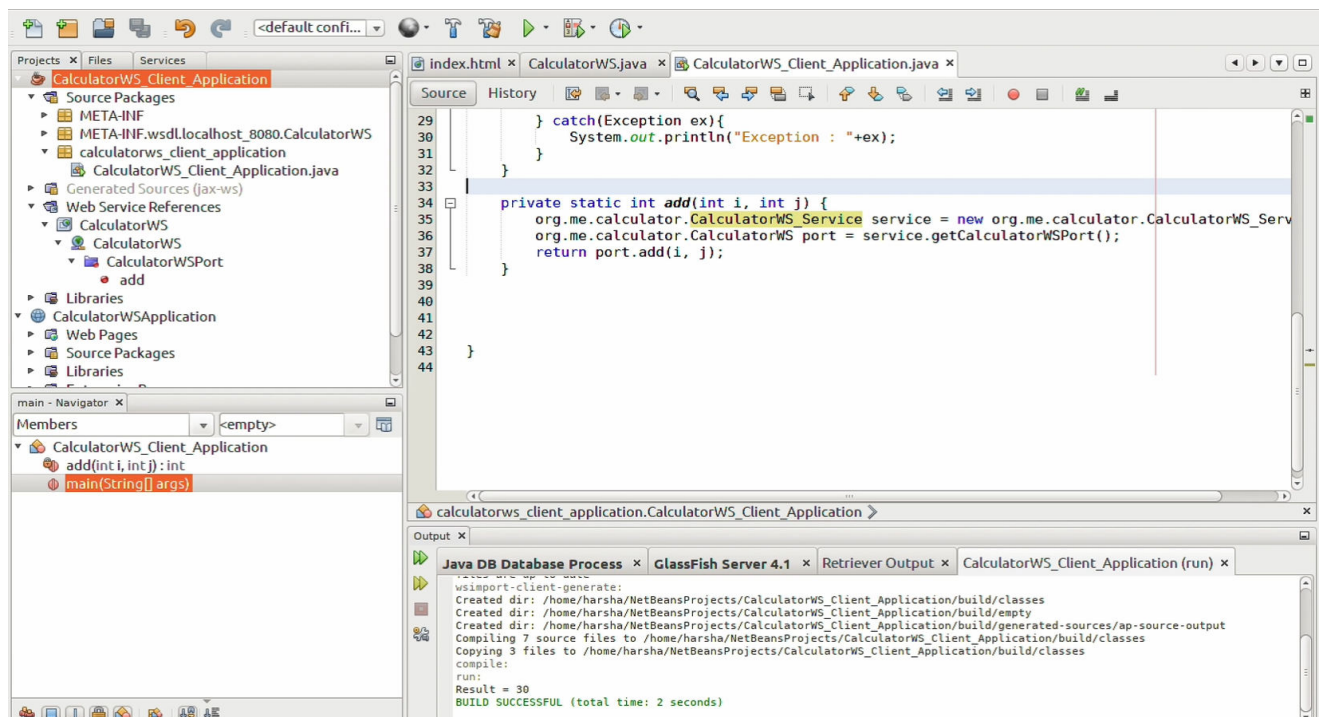 <default confi...
Projects × Files Services
CalculatorWS_Client_Application
Source Packages
META-INF
META-INF.wsdl.localhost_8080.CalculatorWS
calculatorws_client_application
CalculatorWS_Client_Application.java
Generated Sources (jax-ws)
Web Service References
CalculatorWS
CalculatorWS
CalculatorWSPort
add
Libraries
CalculatorWSApplication
Web Pages
Source Packages
Libraries
main - Navigator ×
Members <empty>
CalculatorWS_Client_Application
add(int i, int j) : int
main(String[] args)
index.html × CalculatorWS.java × CalculatorWS_Client_Application.java ×
Source History
29 } catch(Exception ex){
30 System.out.println("Exception : "+ex);
31 }
32 }
33
34 private static int add(int i, int j) {
35 org.me.calculator.CalculatorWS_Service service = new org.me.calculator.CalculatorWS_Serv
36 org.me.calculator.CalculatorWS port = service.getCalculatorWSPort();
37 return port.add(i, j);
38 }
39
40
41
42
43 }
44
calculatorws_client_application.CalculatorWS_Client_Application
Output ×
Java DB Database Process × GlassFish Server 4.1 × Retriever Output × CalculatorWS_Client_Application (run) ×
wsimport-client-generate:
Created dir: /home/harsha/NetBeansProjects/CalculatorWS_Client_Application/build/classes
Created dir: /home/harsha/NetBeansProjects/CalculatorWS_Client_Application/build/empty
Created dir: /home/harsha/NetBeansProjects/CalculatorWS_Client_Application/build/generated-sources/ap-source-output
Compiling 7 source files to /home/harsha/NetBeansProjects/CalculatorWS_Client_Application/build/classes
Copying 3 files to /home/harsha/NetBeansProjects/CalculatorWS_Client_Application/build/classes
compile:
run:
Result = 30
BUILD SUCCESSFUL (total time: 2 seconds)